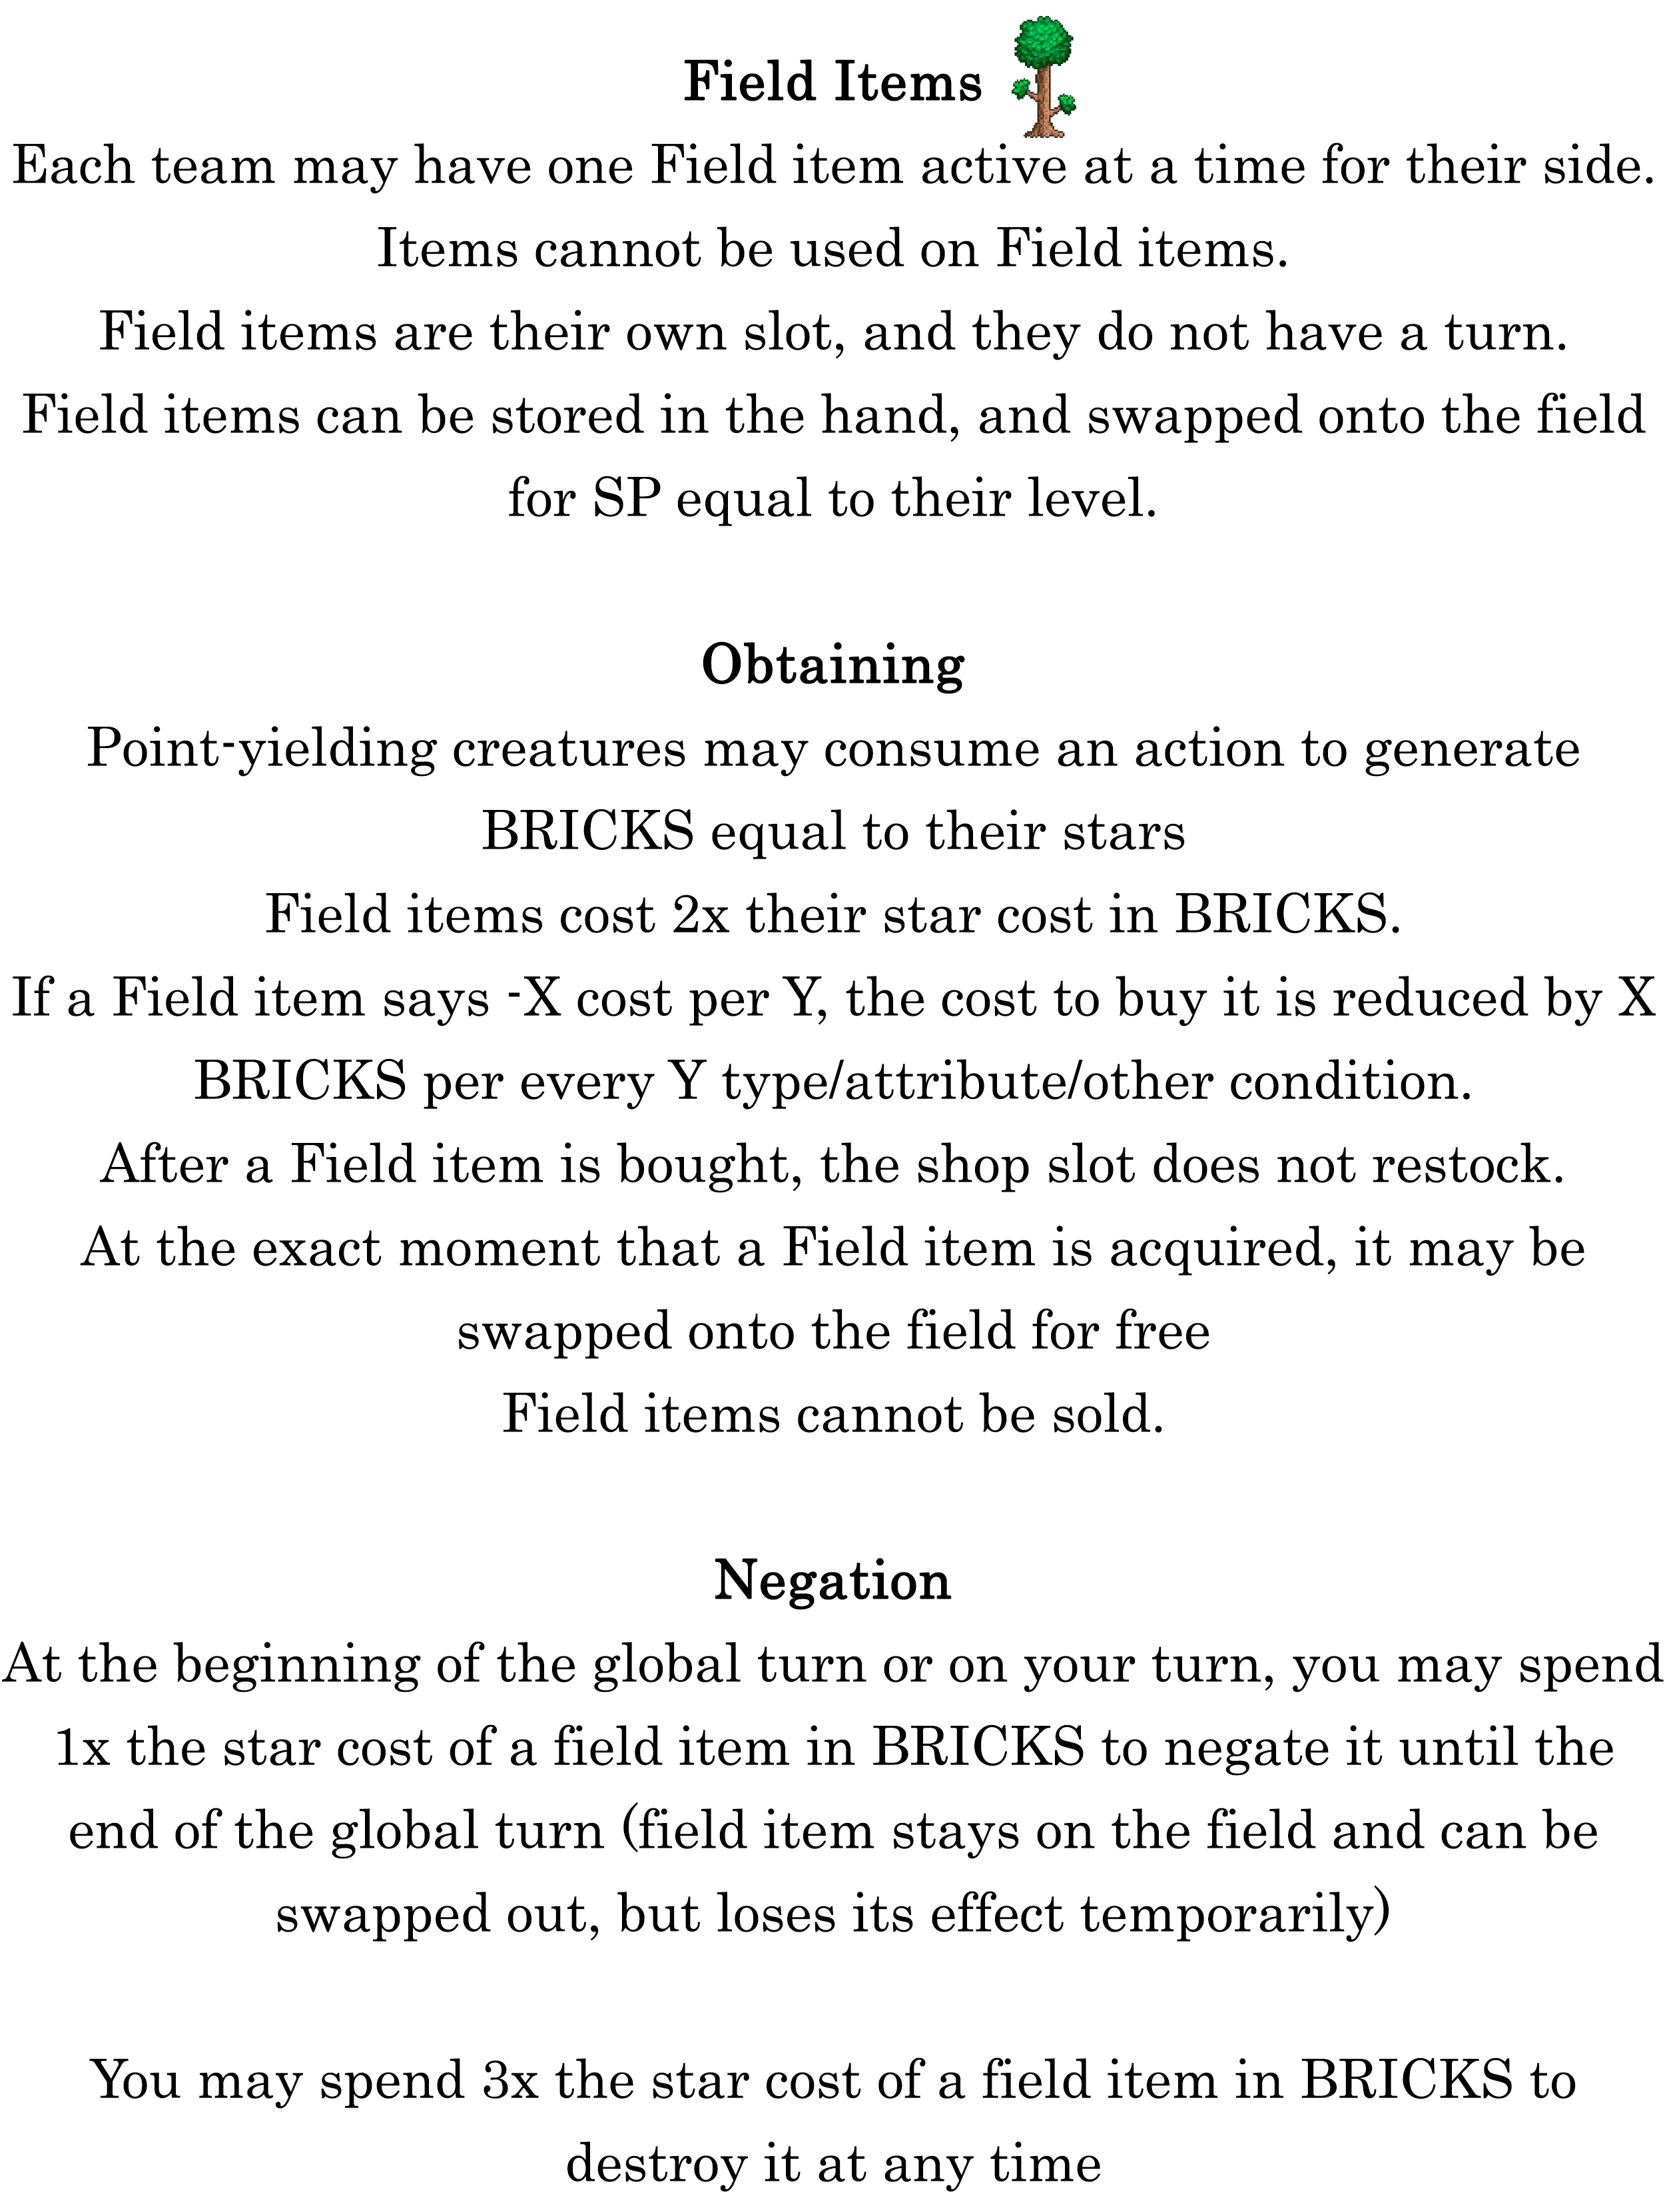 Field Items
Each team may have one Field item active at a time for their side.
Items cannot be used on Field items.
Field items are their own slot, and they do not have a turn.
Field items can be stored in the hand, and swapped onto the field
for SP equal to their level.
Obtaining
Point-yielding creatures may consume an action to generate
BRICKS equal to their stars
Field items cost 2x their star cost in BRICKS.
If a Field item says -X cost per Y, the cost to buy it is reduced by X
BRICKS per every Y type/attribute/other condition.
After a Field item is bought, the shop slot does not restock.
At the exact moment that a Field item is acquired, it may be
swapped onto the field for free
Field items cannot be sold.
Negation
At the beginning of the global turn or on your turn, you may spend
1x the star cost of a field item in BRICKS to negate it until the
end of the global turn (field item stays on the field and can be
swapped out, but loses its effect temporarily)
You may spend 3x the star cost of a field item in BRICKS to
destroy it at any time